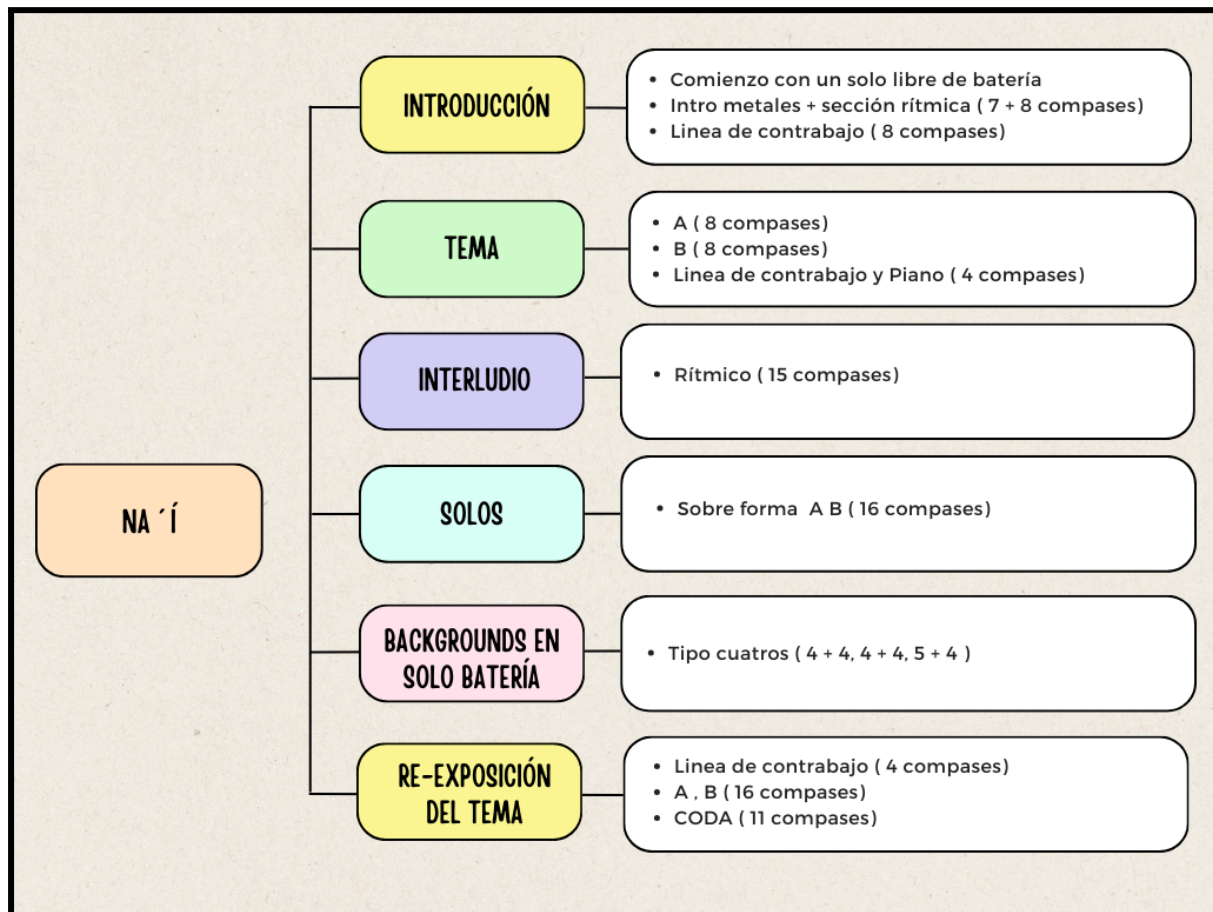 INTRODUCCIÓN
• Comienzo con un solo libre de batería
• Intro metales + sección rítmica ( 7 + 8 compases)
• Linea de contrabajo ( 8 compases)
TEMA
• A ( 8 compases)
• B ( 8 compases)
• Linea de contrabajo y Piano ( 4 compases)
INTERLUDIO
• Rítmico ( 15 compases)
NA ´ Í
SOLOS
• Sobre forma A B ( 16 compases)
BACKGROUNDS EN
SOLO BATERÍA
• Tipo cuatros ( 4 + 4, 4 + 4, 5 + 4 )
RE-EXPOSICIÓN
DEL TEMA
• Linea de contrabajo ( 4 compases)
• A , B ( 16 compases)
• CODA ( 11 compases)